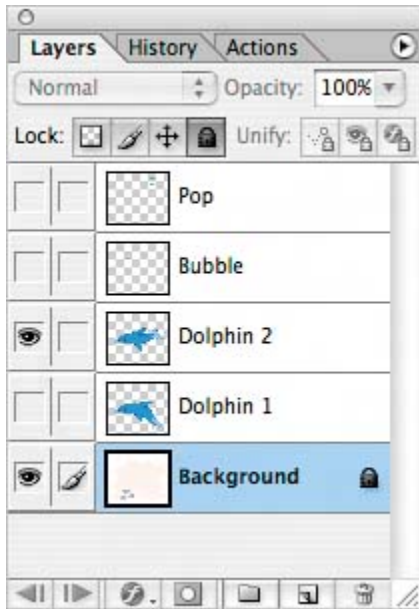 Layers History Actions
Normal Opacity: 100%
Lock: Unify:
Pop
Bubble
Dolphin 2
Dolphin 1
Background